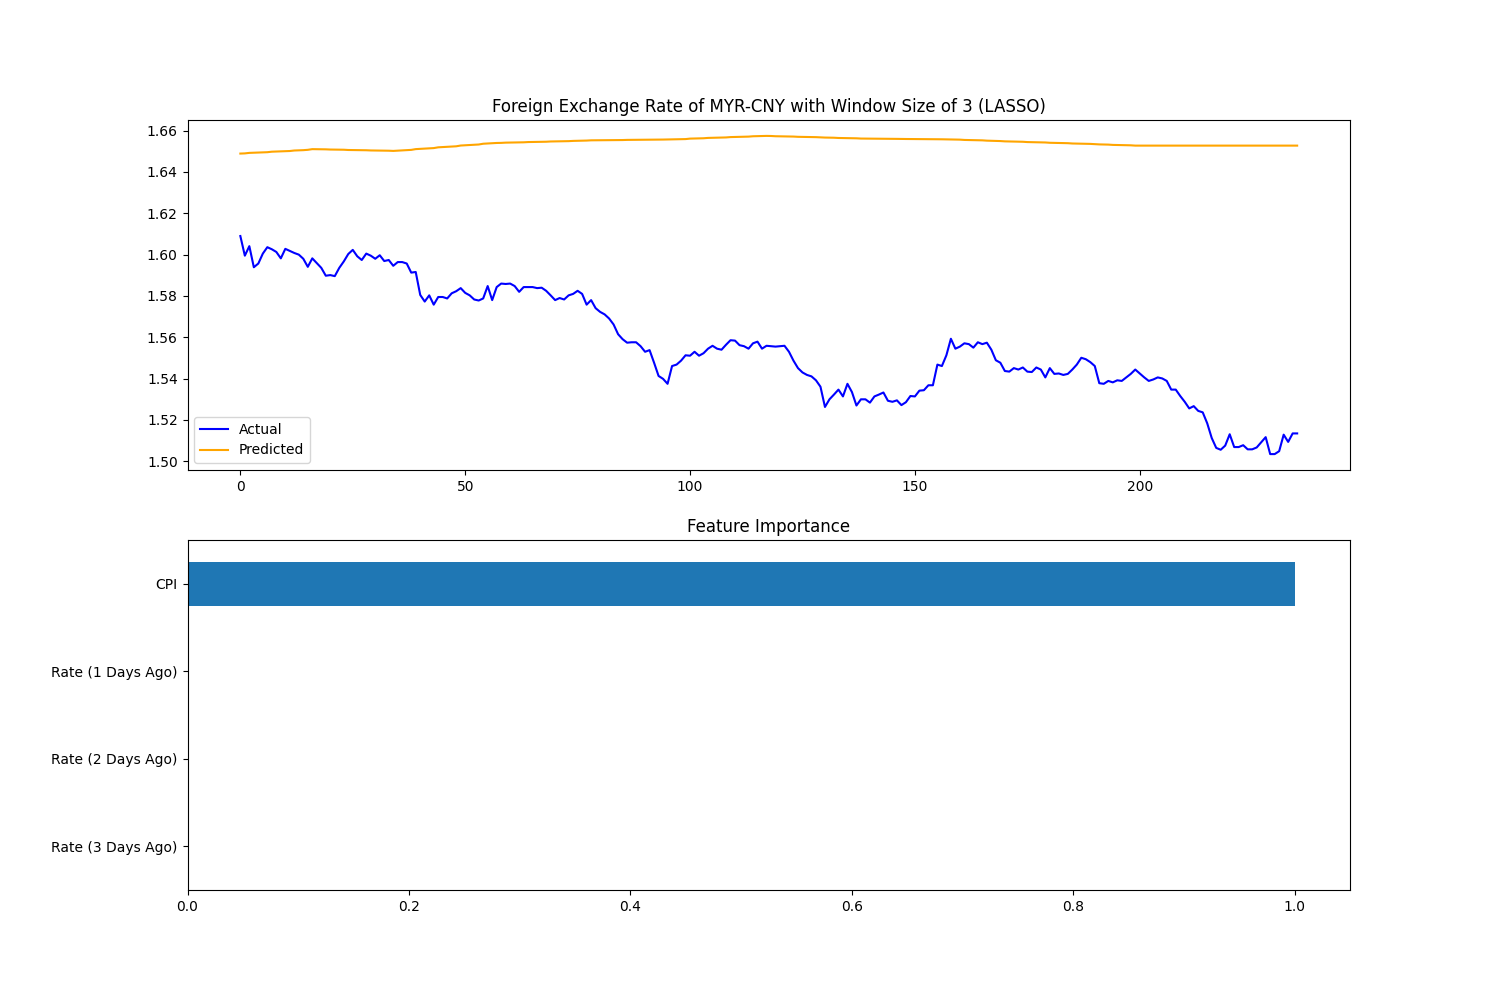 Foreign Exchange Rate of MYR-CNY with Window Size of 3 (LASSO)
1.66
1.64
1.62
1.60
1.58
1.56
1.54
1.52
1.50
Actual
Predicted
0 50 100 150 200
Feature Importance
CPI
Rate (1 Days Ago)
Rate (2 Days Ago)
Rate (3 Days Ago)
0.0 0.2 0.4 0.6 0.8 1.0